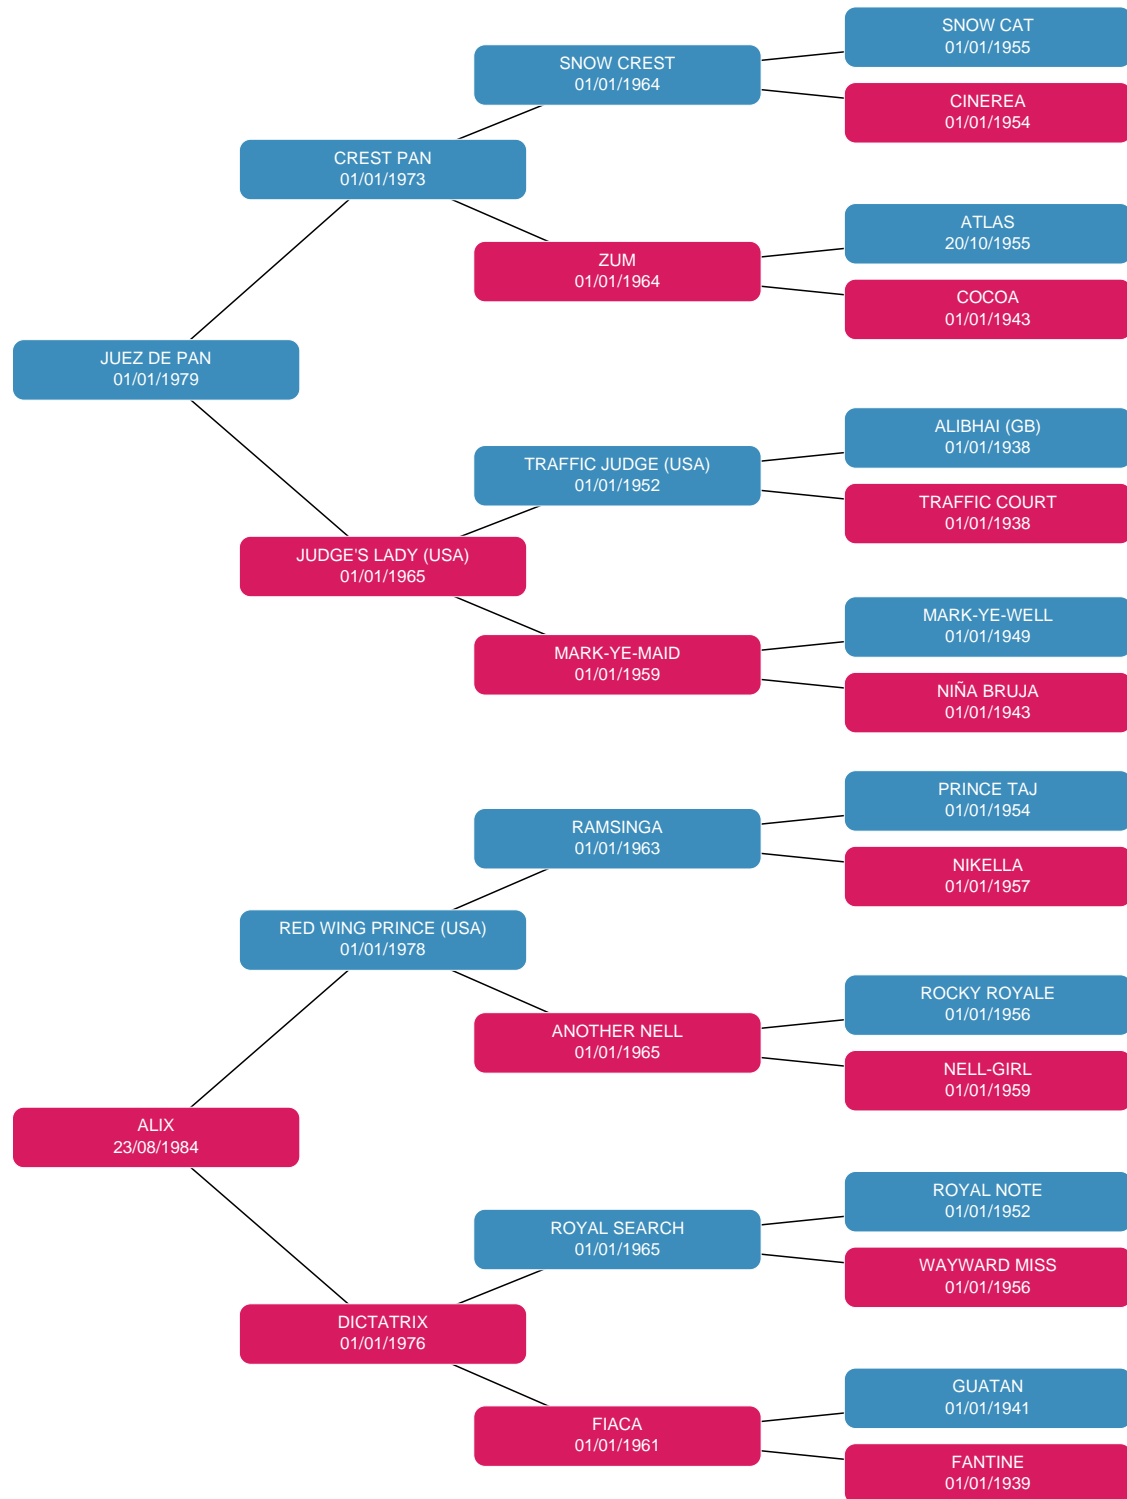 SNOW CAT
01/01/1955
SNOW CREST
01/01/1964
CINEREA
01/01/1954
CREST PAN
01/01/1973
ATLAS
20/10/1955
ZUM
01/01/1964
COCOA
01/01/1943
JUEZ DE PAN
01/01/1979
ALIBHAI (GB)
01/01/1938
TRAFFIC JUDGE (USA)
01/01/1952
TRAFFIC COURT
01/01/1938
JUDGE'S LADY (USA)
01/01/1965
MARK-YE-WELL
01/01/1949
MARK-YE-MAID
01/01/1959
NIÑA BRUJA
01/01/1943
PRINCE TAJ
01/01/1954
RAMSINGA
01/01/1963
NIKELLA
01/01/1957
RED WING PRINCE (USA)
01/01/1978
ROCKY ROYALE
01/01/1956
ANOTHER NELL
01/01/1965
NELL-GIRL
01/01/1959
ALIX
23/08/1984
ROYAL NOTE
01/01/1952
ROYAL SEARCH
01/01/1965
WAYWARD MISS
01/01/1956
DICTATRIX
01/01/1976
GUATAN
01/01/1941
FIACA
01/01/1961
FANTINE
01/01/1939